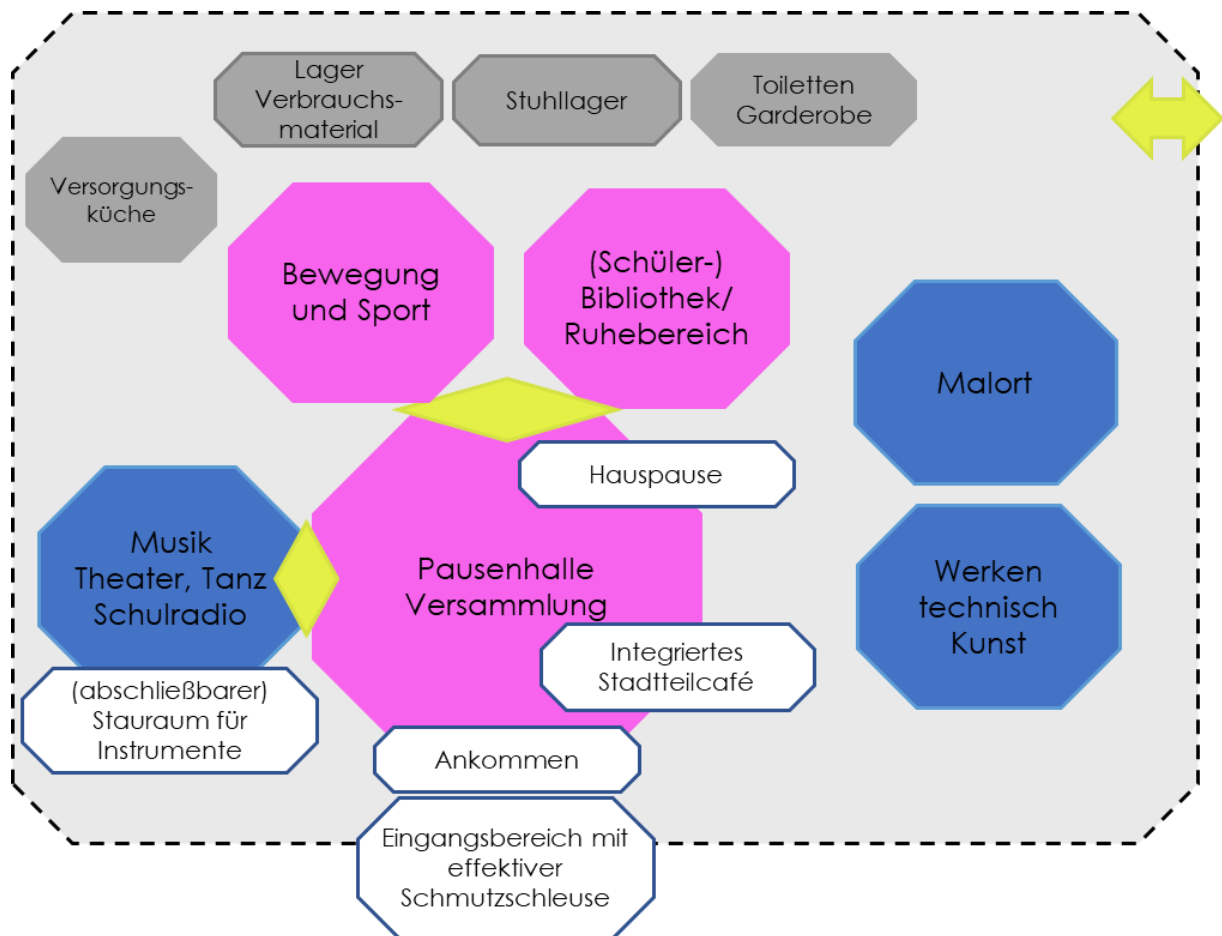 Lager
Verbrauchs-
material
Stuhllager
Toiletten
Garderobe
Versorgungs-
küche
Bewegung
und Sport
(Schüler-)
Bibliothek/
Ruhebereich
Malort
Hauspause
Musik
Theater, Tanz
Schulradio
Pausenhalle
Versammlung
Werken
technisch
Kunst
Integriertes
Stadtteilcafé
(abschließbarer)
Stauraum für
Instrumente
Ankommen
Eingangsbereich mit
effektiver
Schmutzschleuse